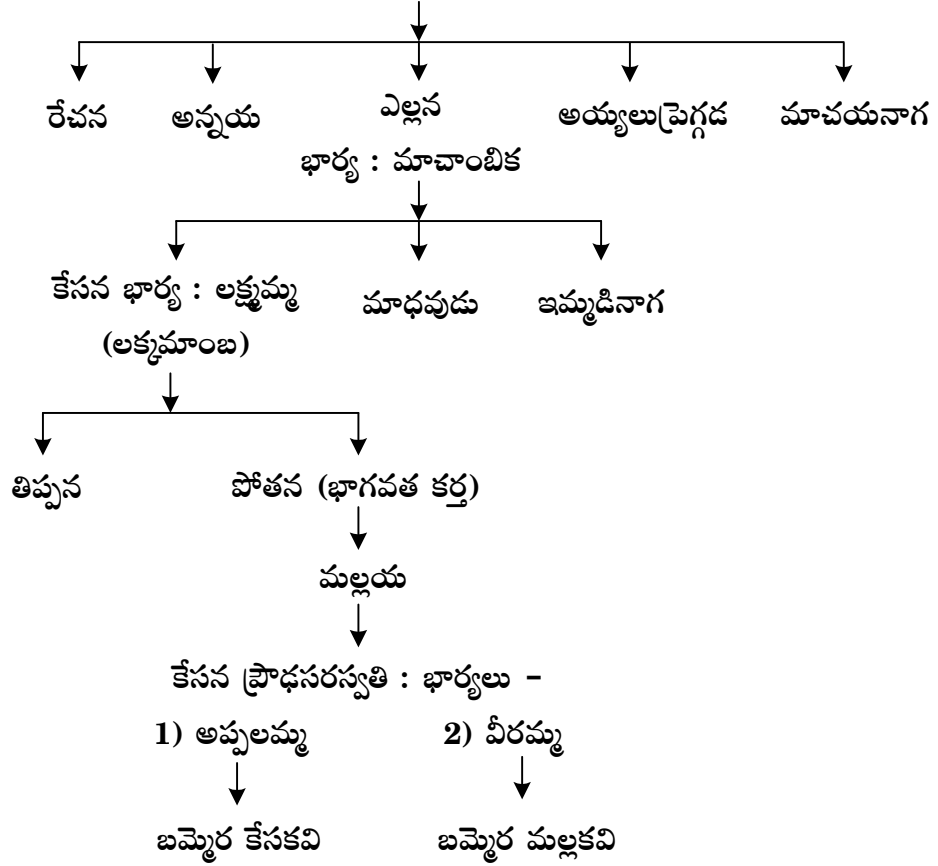 రేచన అన్నయ ఎల్లన అయ్యలుప్రెగ్గడ మాచయనాగ
భార్య : మాచాంబిక
కేసన భార్య : లక్ష్మమ్మ మాధవుడు ఇమ్మడినాగ
(లక్కమాంబ)
తిప్పన పోతన (భాగవత కర్త)
మల్లయ
కేసన ప్రౌఢసరస్వతి : భార్యలు -
1) అప్పలమ్మ 2) వీరమ్మ
బమ్మెర కేసకవి బమ్మెర మల్లకవి